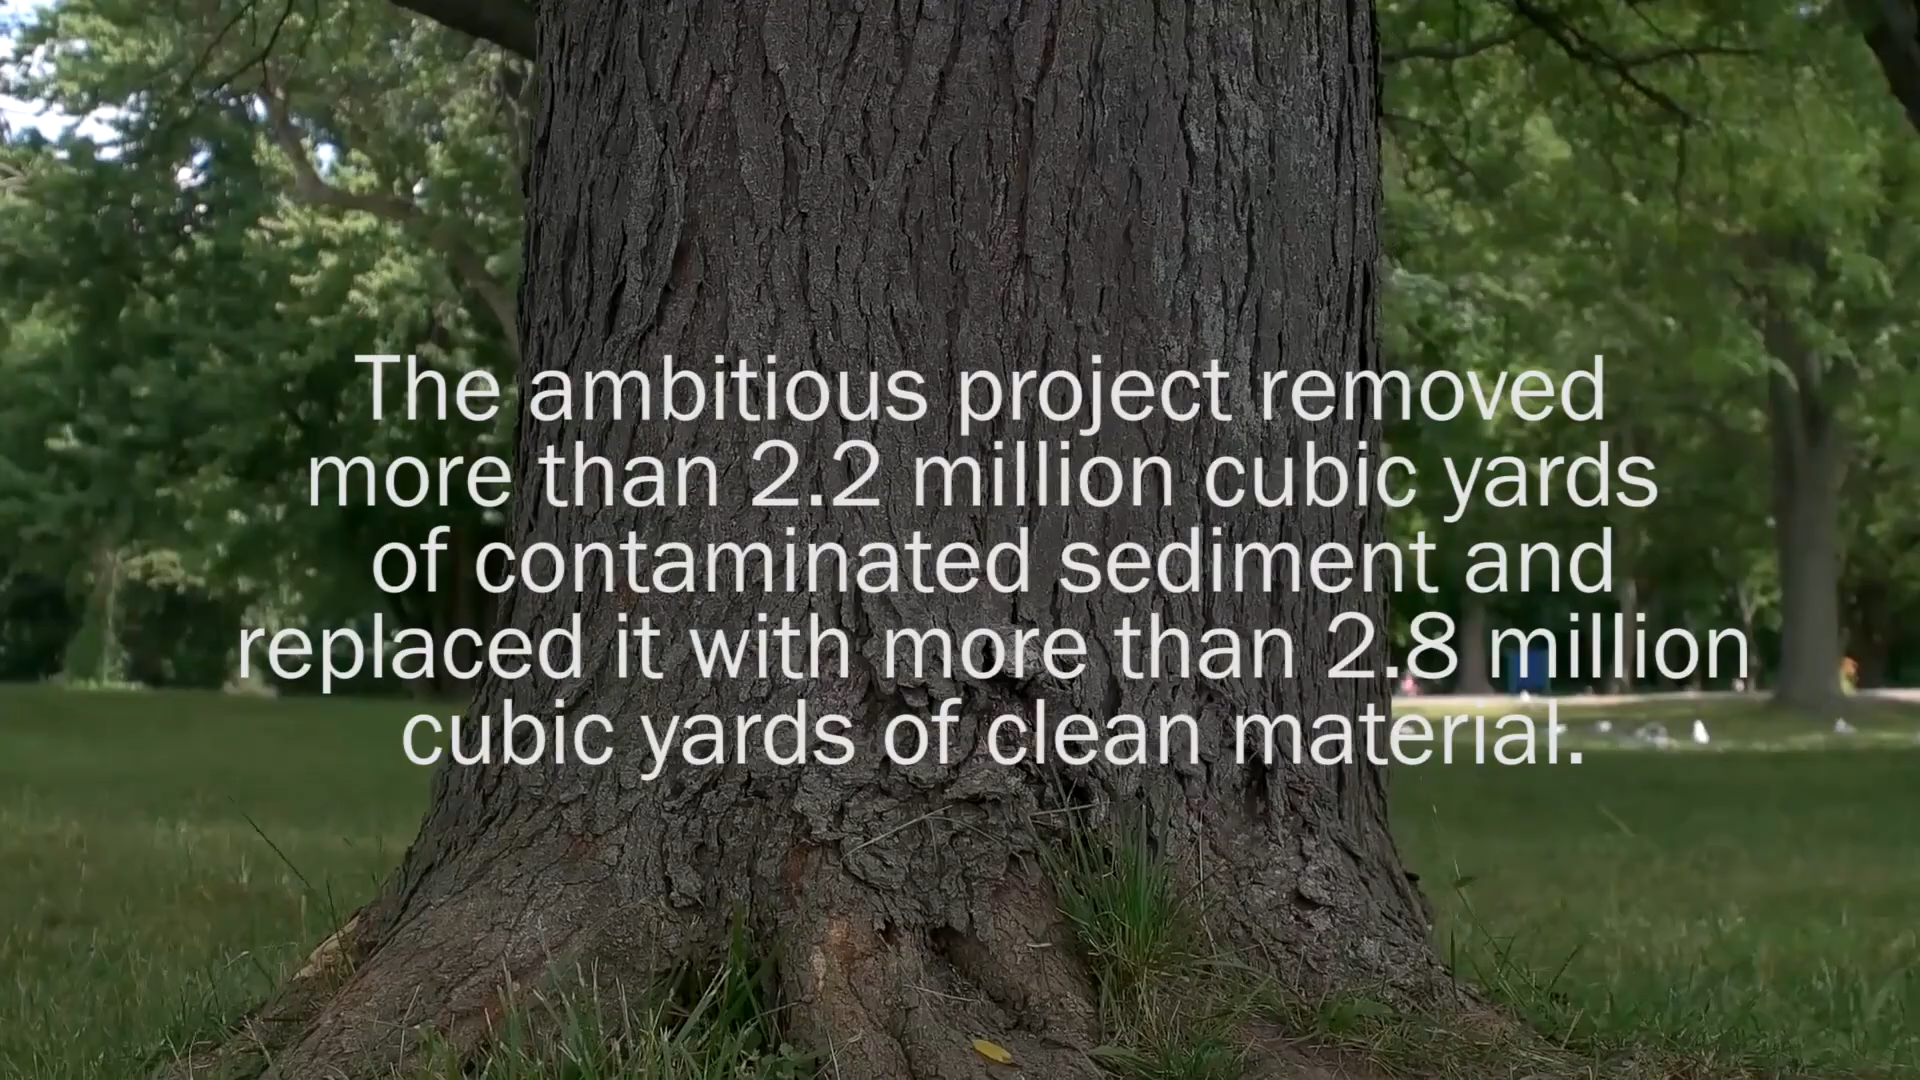 The ambitious project removed
more than 2.2 million cubic yards
of contaminated sediment and
replaced it with more than 2.8 million
cubic yards of clean material.